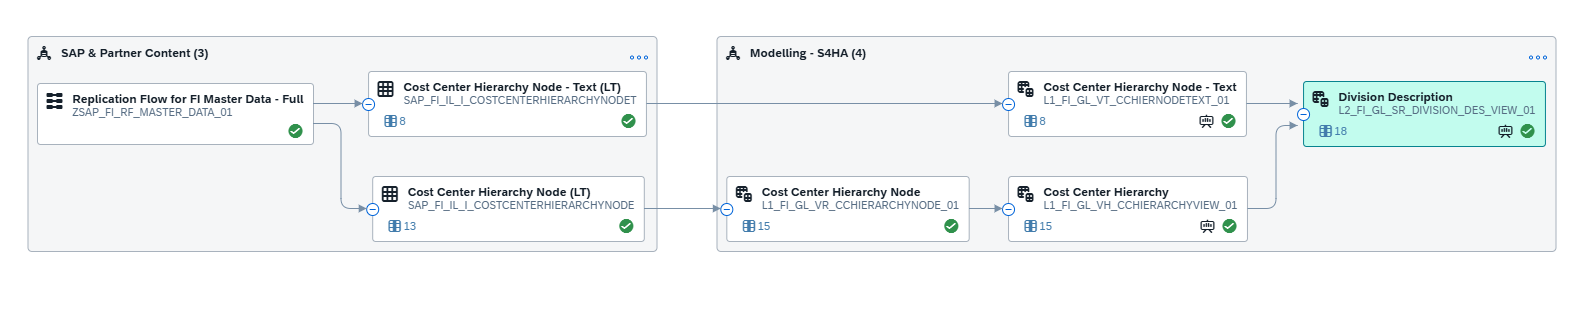 SAP & Partner Content (3)
Replication Flow for FI Master Data - Full
ZSAP_FI_RF_MASTER_DATA_01
Cost Center Hierarchy Node - Text (LT)
SAP_FI_IL_I_COSTCENTERHIERARCHYNODET
8
Cost Center Hierarchy Node (LT)
SAP_FI_IL_I_COSTCENTERHIERARCHYNODE
13
Modelling - S4HA (4)
Cost Center Hierarchy Node - Text
L1_FI_GL_VT_CCHIERNODETEXT_01
8
Division Description
L2_FI_GL_SR_DIVISION_DES_VIEW_01
18
Cost Center Hierarchy Node
L1_FI_GL_VR_CCHIERARCHYNODE_01
15
Cost Center Hierarchy
L1_FI_GL_VH_CCHIERARCHYVIEW_01
15